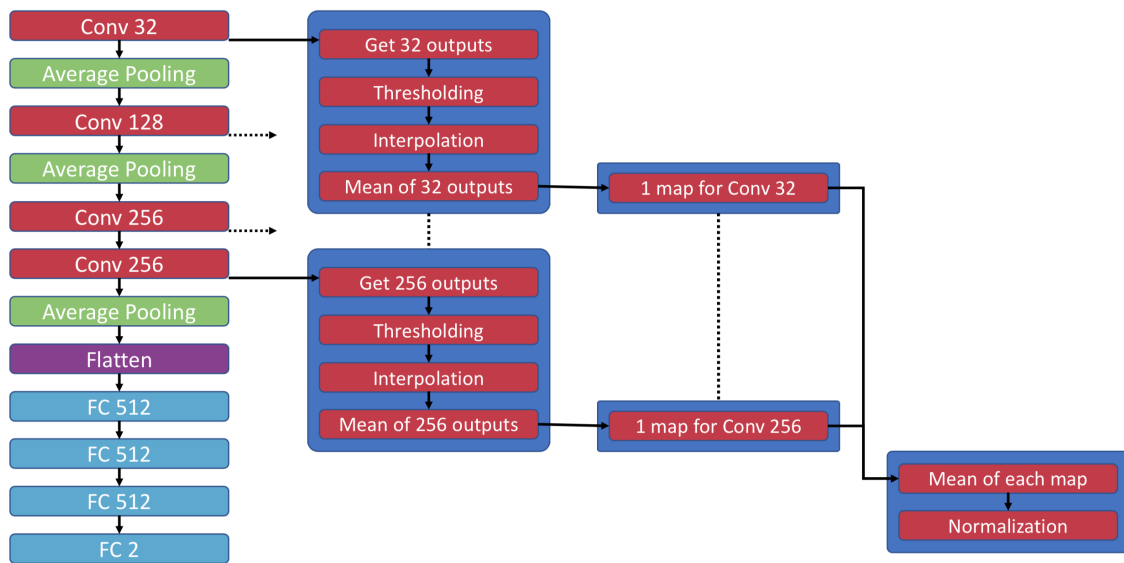 Conv 32
Average Pooling
Conv 128
Average Pooling
Conv 256
Conv 256
Average Pooling
Flatten
FC 512
FC 512
FC 512
FC 2
Get 32 outputs
Thresholding
Interpolation
Mean of 32 outputs
Get 256 outputs
Thresholding
Interpolation
Mean of 256 outputs
1 map for Conv 32
1 map for Conv 256
Mean of each map
Normalization